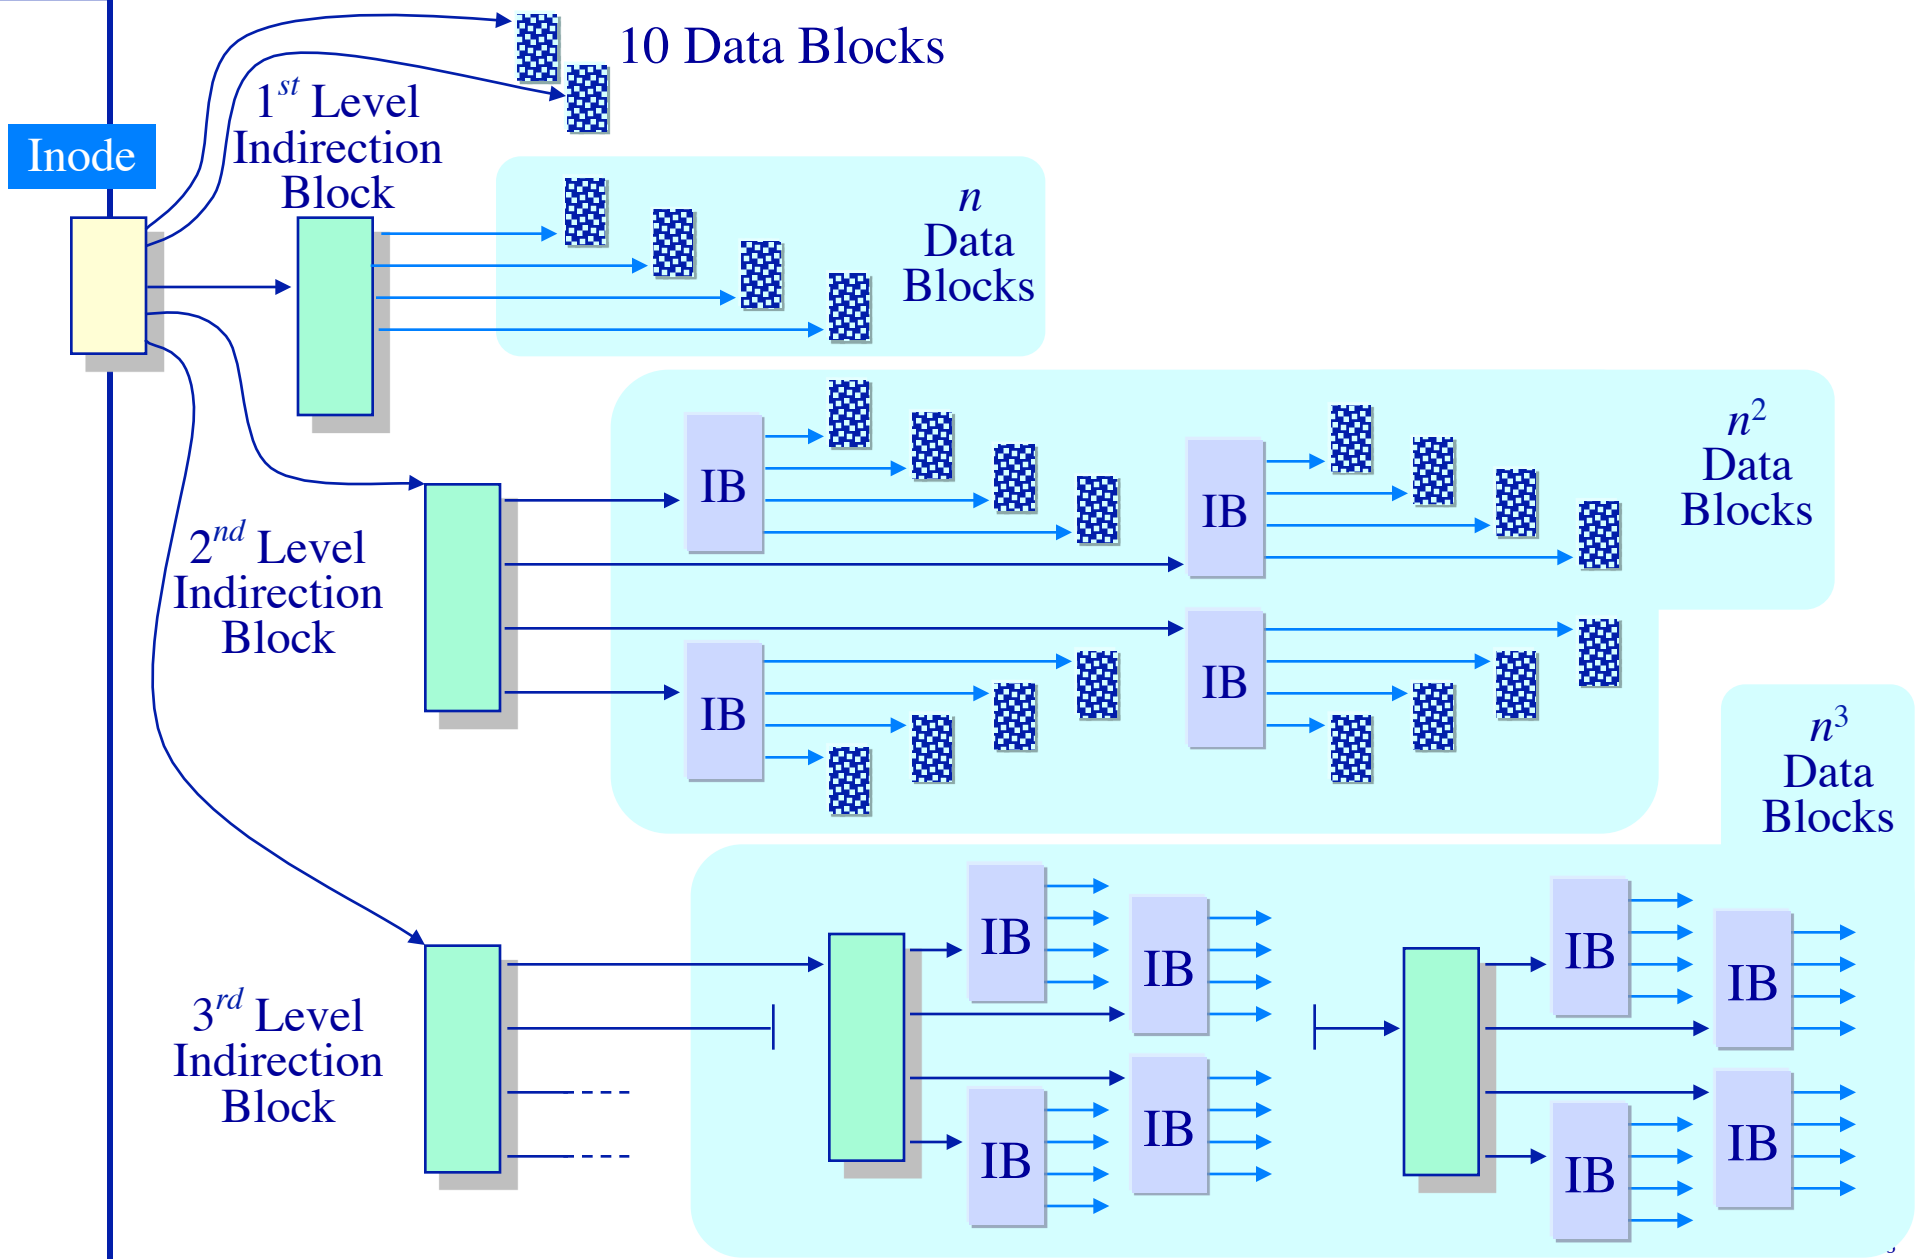 10 Data Blocks
1st Level
Indirection
Block
Inode
n
Data
Blocks
n2
Data
Blocks
IB
IB
2nd Level
Indirection
Block
IB
IB
n3
Data
Blocks
3rd Level
Indirection
Block
IB
IB
IB
IB
IB
IB
IB
IB